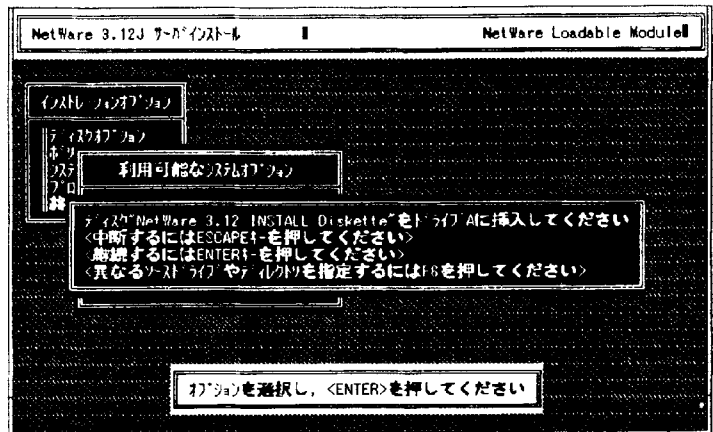 NetWare 3.12J ｻｰﾊﾞｲﾝｽﾄｰﾙ NetWare Loadable Module
ｲﾝｽﾄﾚｰｼｮﾝｵﾌﾟｼｮﾝ
ﾃﾞｨｽｸｵﾌﾟｼｮﾝ
ﾎﾞﾘ
ｼｽﾃ
ﾌﾟﾛ
利用可能なｼｽﾃﾑｵﾌﾟｼｮﾝ
ﾃﾞｨｽｸ"NetWare 3.12 INSTALL Diskette"をﾄﾞﾗｲﾌﾞAに挿入してください
<中断するにはESCAPEｷｰを押してください>
<継続するにはENTERｷｰを押してください>
<異なるｿｰｽﾄﾞﾗｲﾌﾞやﾃﾞｨﾚｸﾄﾘを指定するにはF6を押してください>
ｵﾌﾟｼｮﾝを選択し, <ENTER>を押してください